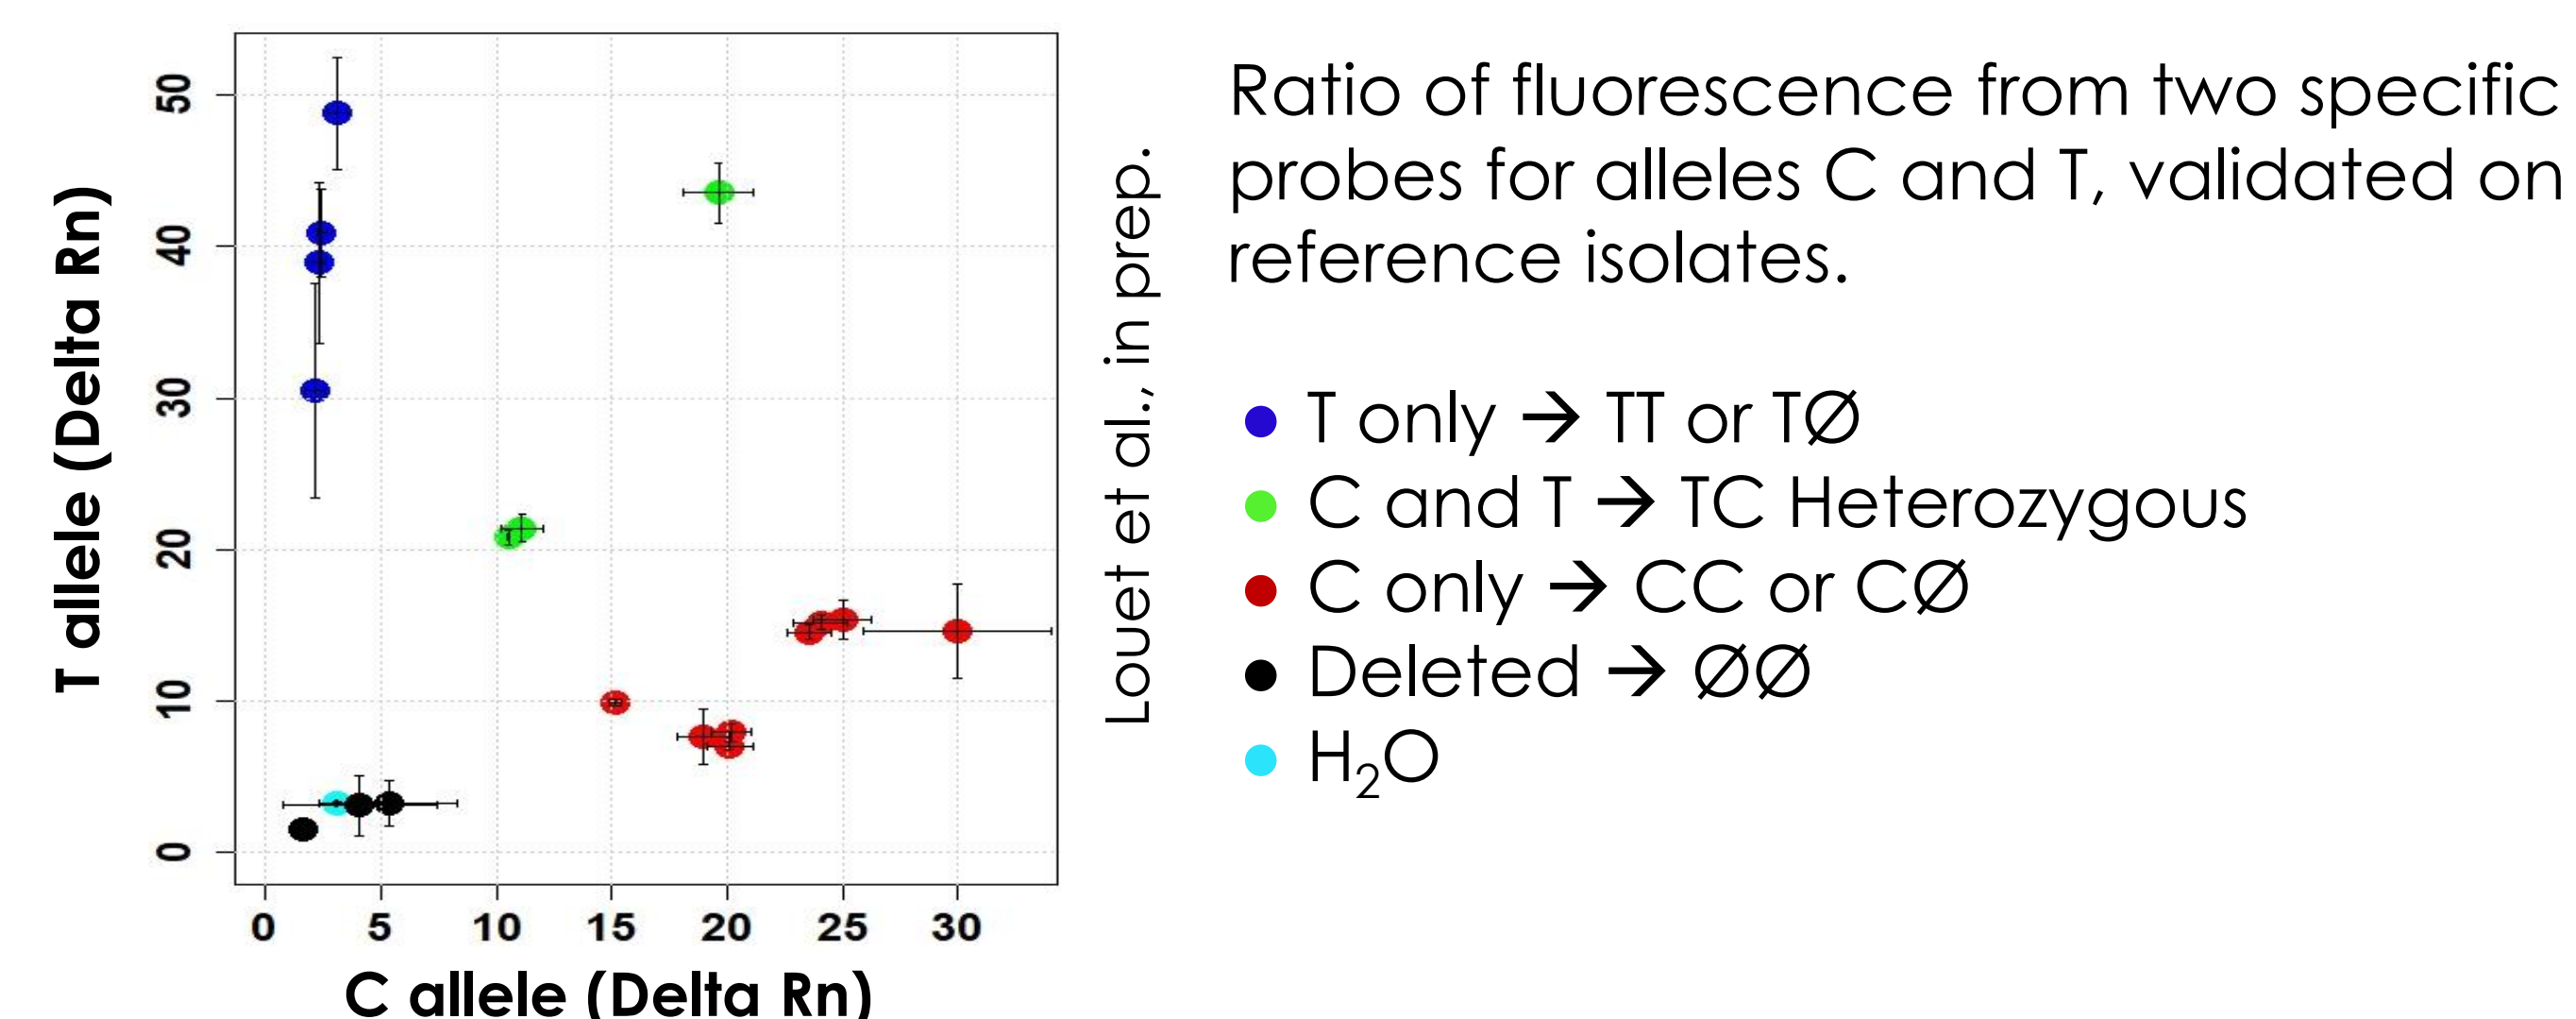 50
40
30
20
10
0
T allele (Delta Rn)
0 5 10 15 20 25 30
C allele (Delta Rn)
Louet et al., in prep.
Ratio of fluorescence from two specific
probes for alleles C and T, validated on
reference isolates.
T only → TT or TØ
C and T → TC Heterozygous
C only → CC or CØ
Deleted → ØØ
H₂O